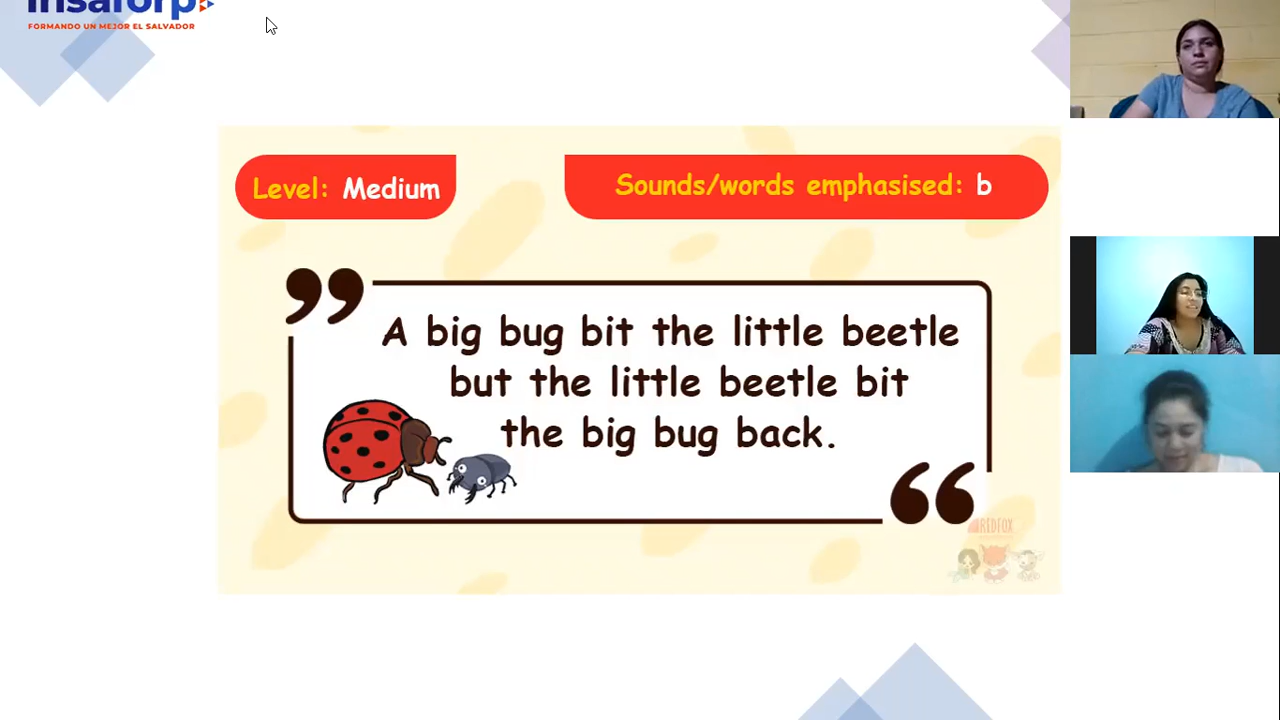 insaforp
FORMANDO UN MEJOR EL SALVADOR
Level: Medium
Sounds/words emphasised: b
A big bug bit the little beetle
but the little beetle bit
the big bug back.
REDFOX